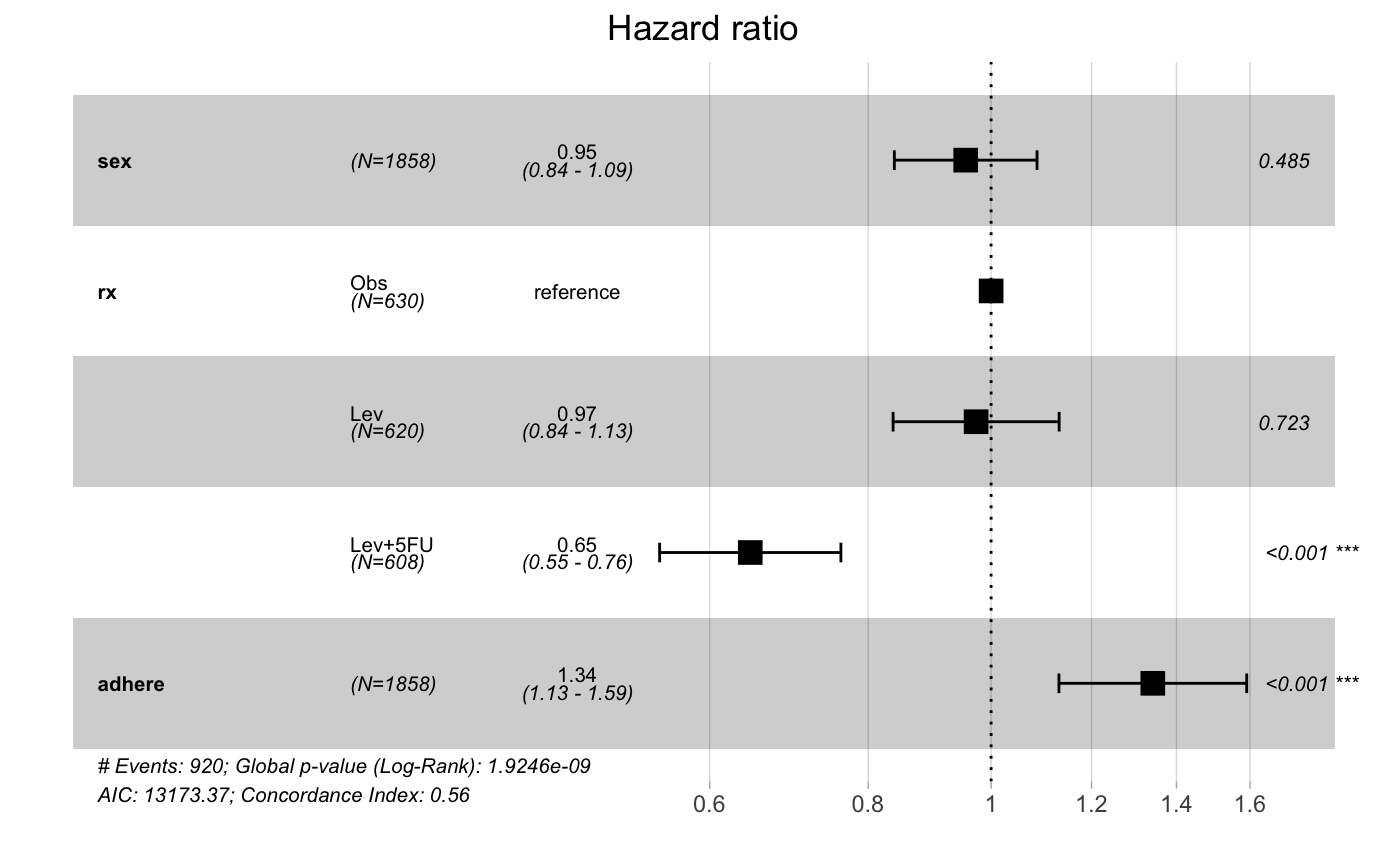 Hazard ratio
sex (N=1858) 0.95 (0.84 - 1.09) 0.485
rx Obs (N=630) reference
Lev (N=620) 0.97 (0.84 - 1.13) 0.723
Lev+5FU (N=608) 0.65 (0.55 - 0.76) <0.001 ***
adhere (N=1858) 1.34 (1.13 - 1.59) <0.001 ***
# Events: 920; Global p-value (Log-Rank): 1.9246e-09
AIC: 13173.37; Concordance Index: 0.56
0.6 0.8 1 1.2 1.4 1.6